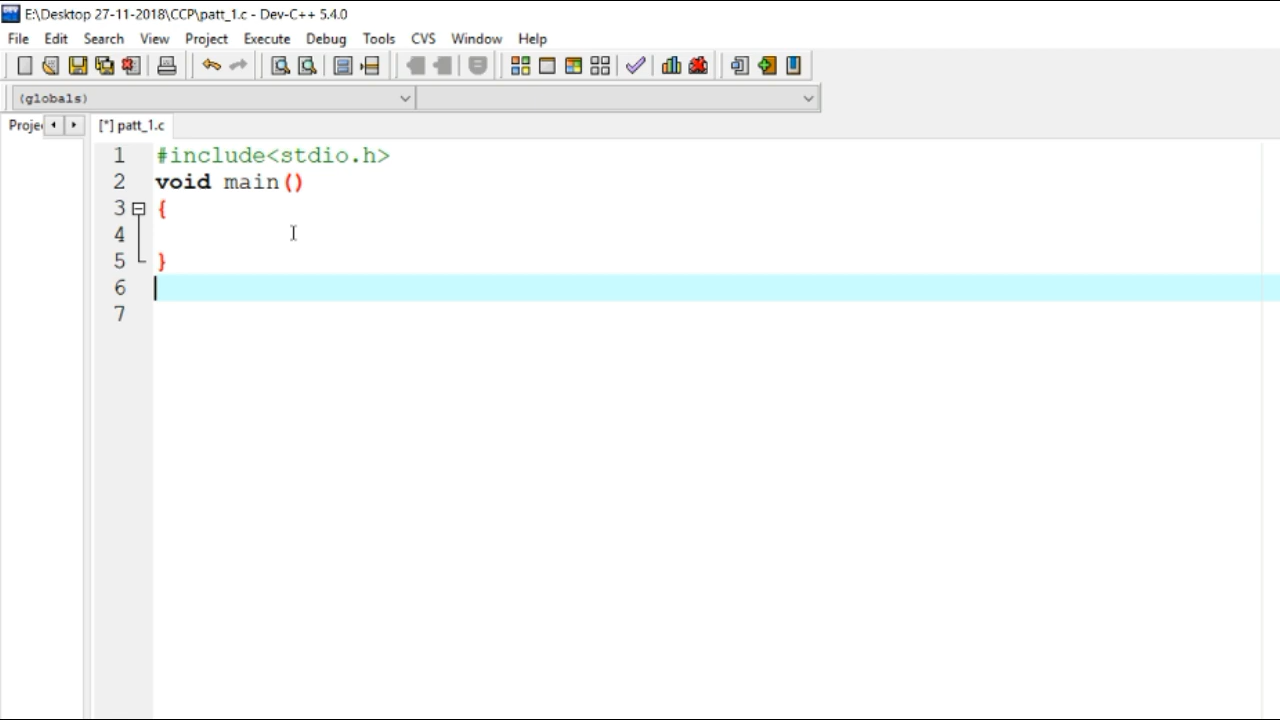 E:\Desktop 27-11-2018\CCP\patt_1.c - Dev-C++ 5.4.0
File Edit Search View Project Execute Debug Tools CVS Window Help
(globals)
Projec [*] patt_1.c
1 #include<stdio.h>
2 void main()
3 {
4
5 }
6
7